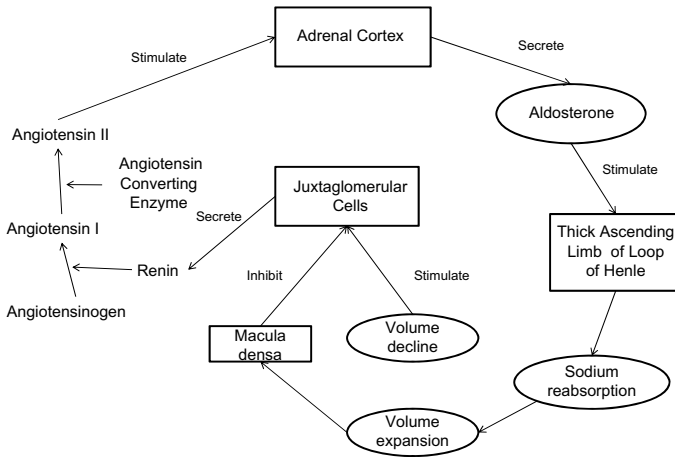 Adrenal Cortex
Stimulate
Secrete
Aldosterone
Angiotensin II
Stimulate
Angiotensin
Converting
Enzyme
Juxtaglomerular
Cells
Secrete
Angiotensin I
Thick Ascending
Limb of Loop
of Henle
Renin
Inhibit
Stimulate
Angiotensinogen
Macula
densa
Volume
decline
Sodium
reabsorption
Volume
expansion